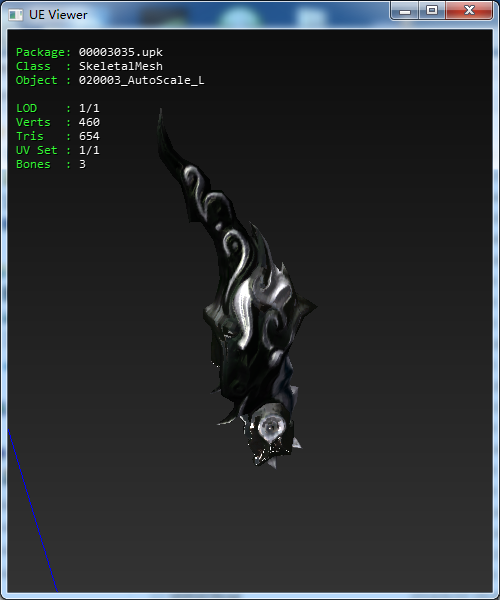 UE Viewer
Package: 00003035.upk
Class : SkeletalMesh
Object : 020003_AutoScale_L
LOD : 1/1
Verts : 460
Tris : 654
UV Set : 1/1
Bones : 3